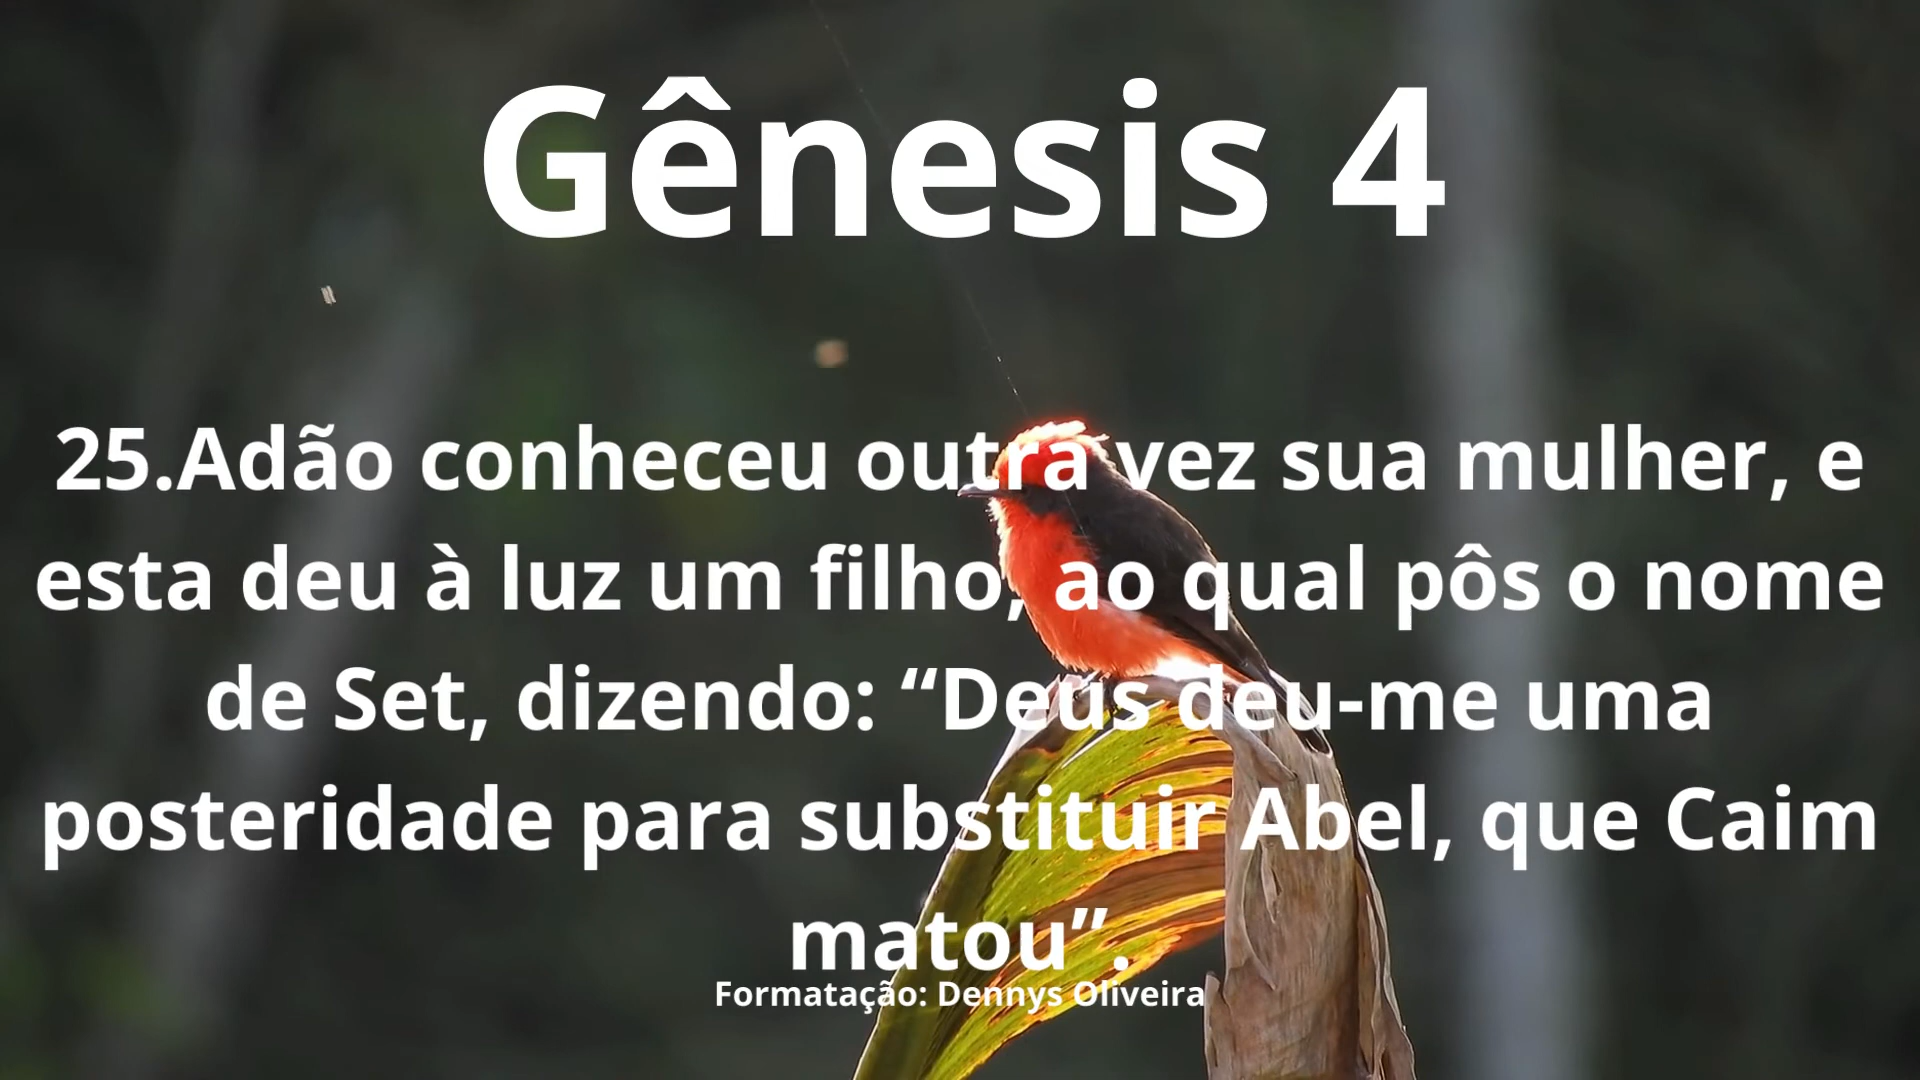 Gênesis 4
25.Adão conheceu outra vez sua mulher, e
esta deu à luz um filho, ao qual pôs o nome
de Set, dizendo: “Deus deu-me uma
posteridade para substituir Abel, que Caim
matou”.
Formatação: Dennys Oliveira